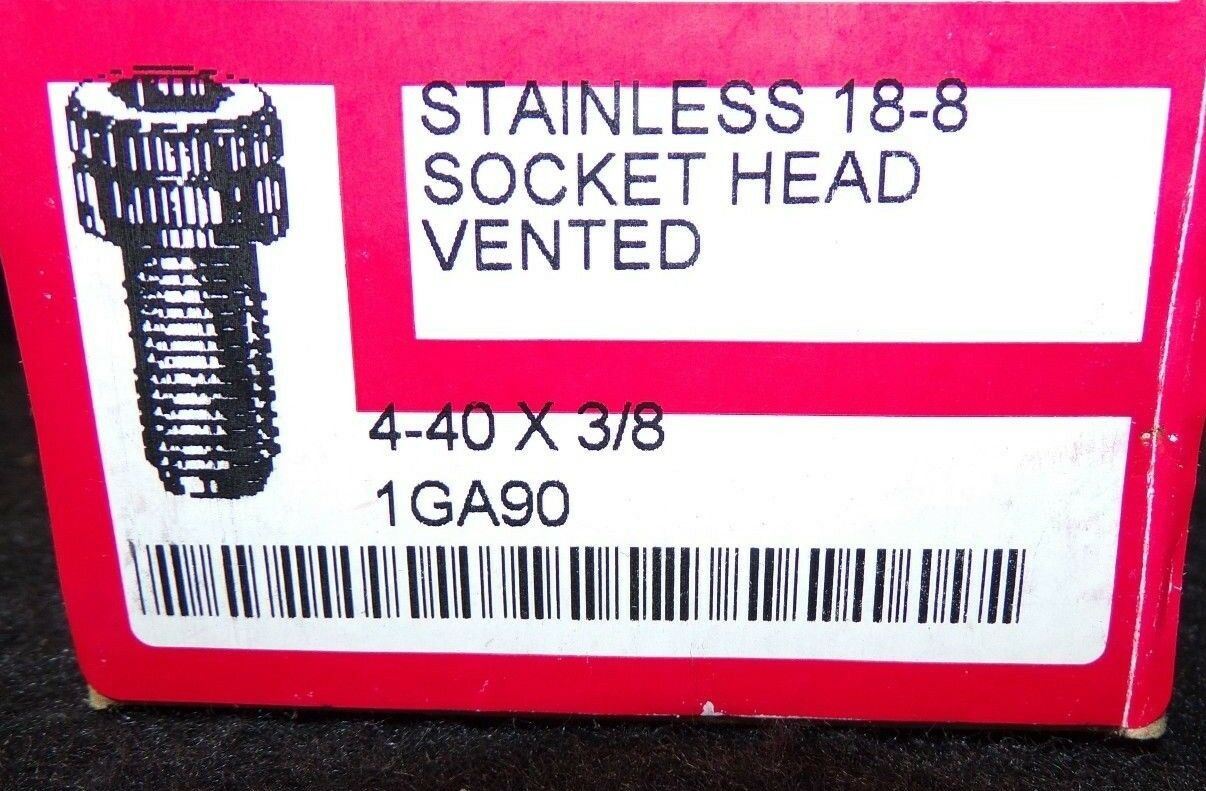 STAINLESS 18-8
SOCKET HEAD
VENTED
4-40 X 3/8
1GA90